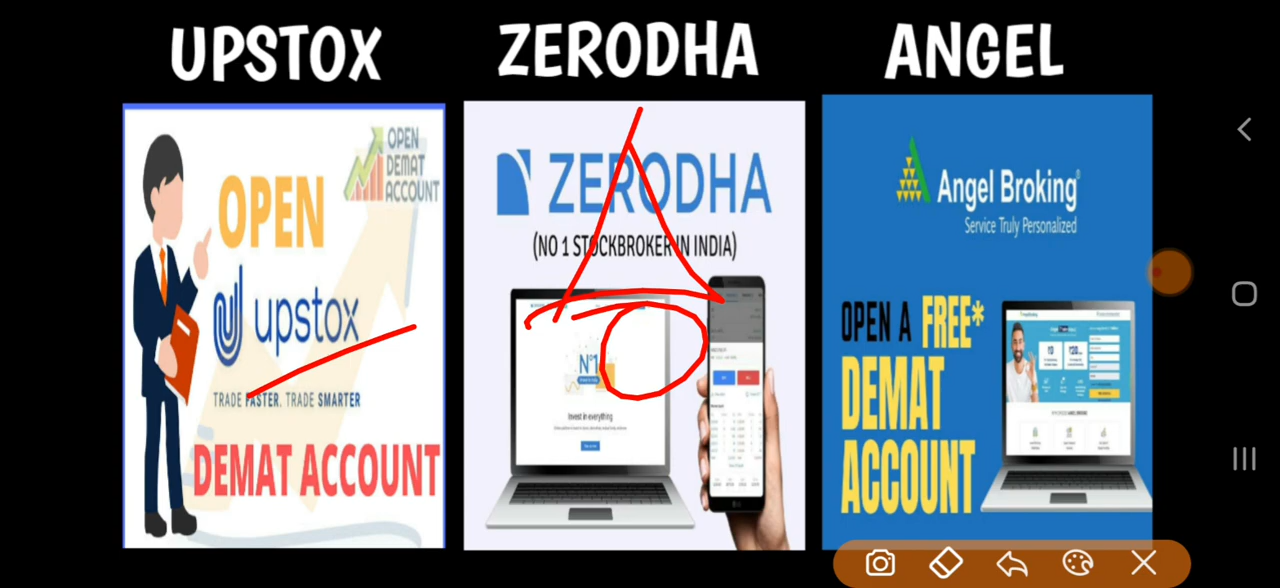 UPSTOX
ZERODHA
ANGEL
OPEN
DEMAT
ACCOUNT
OPEN
upstox
TRADE FASTER. TRADE SMARTER
DEMAT ACCOUNT
ZERODHA
(NO 1 STOCKBROKER IN INDIA)
N°1
Invest in everything
Angel Broking
Service Truly Personalized
OPEN A FREE*
DEMAT
ACCOUNT